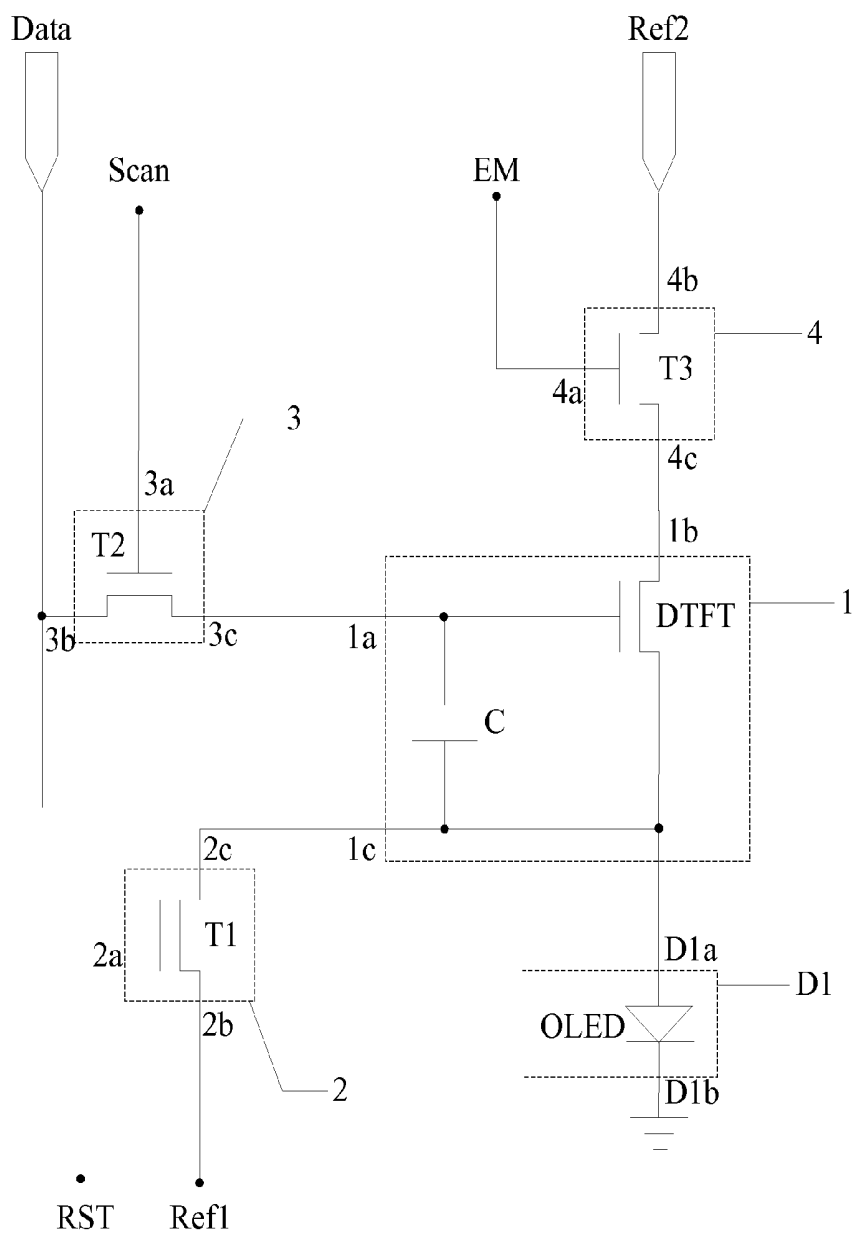 Data
Ref2
Scan
EM
4b
4
T3
4a
3
4c
3a
1b
T2
1
DTFT
3b
3c
1a
C
2c
1c
T1
2a
D1a
D1
2b
OLED
2
D1b
RST
Ref1